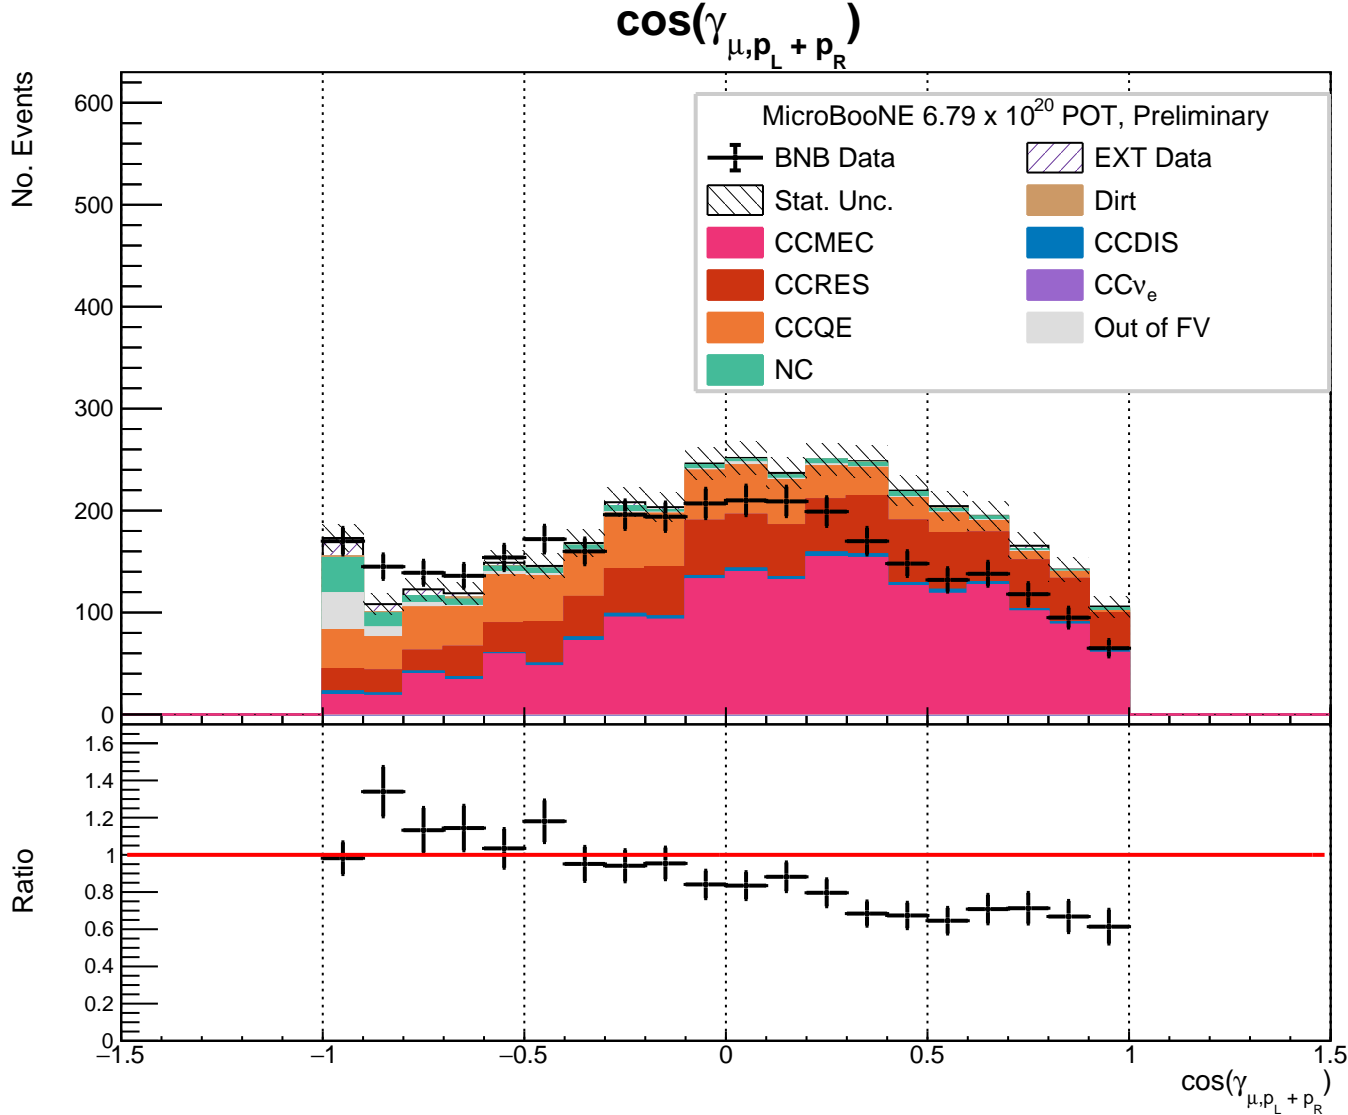 cos(γμ,pL + pR)
No. Events
600
500
400
300
200
100
0
MicroBooNE 6.79 x 10²⁰ POT, Preliminary
BNB Data
EXT Data
Stat. Unc.
Dirt
CCMEC
CCDIS
CCRES
CCνe
CCQE
Out of FV
NC
Ratio
1.6
1.4
1.2
1
0.8
0.6
0.4
0.2
0
−1.5
−1
−0.5
0
0.5
1
1.5
cos(γμ,pL + pR)